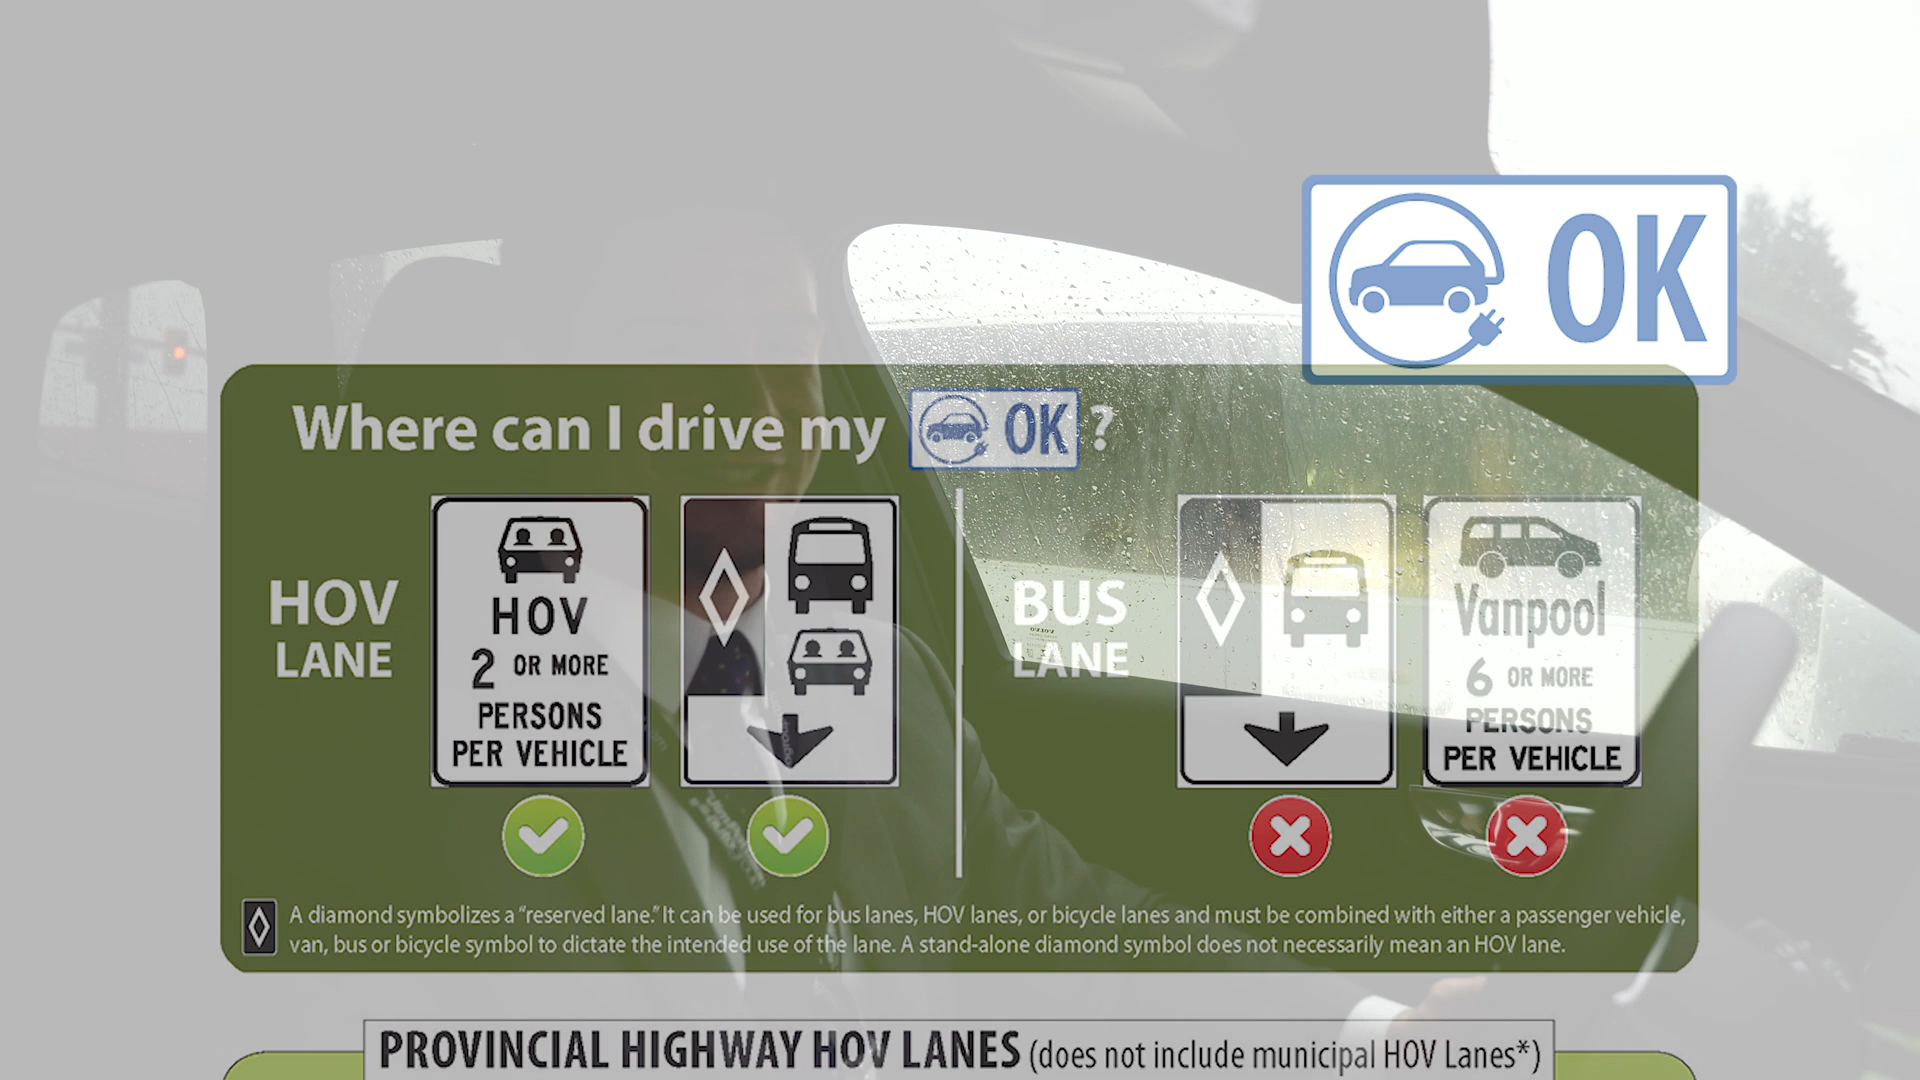 OK
Where can I drive my OK ?
HOV
LANE
HOV
2 OR MORE
PERSONS
PER VEHICLE
BUS
LANE
Vanpool
6 OR MORE
PERSONS
PER VEHICLE
A diamond symbolizes a “reserved lane.” It can be used for bus lanes, HOV lanes, or bicycle lanes and must be combined with either a passenger vehicle,
van, bus or bicycle symbol to dictate the intended use of the lane. A stand-alone diamond symbol does not necessarily mean an HOV lane.
PROVINCIAL HIGHWAY HOV LANES (does not include municipal HOV Lanes*)